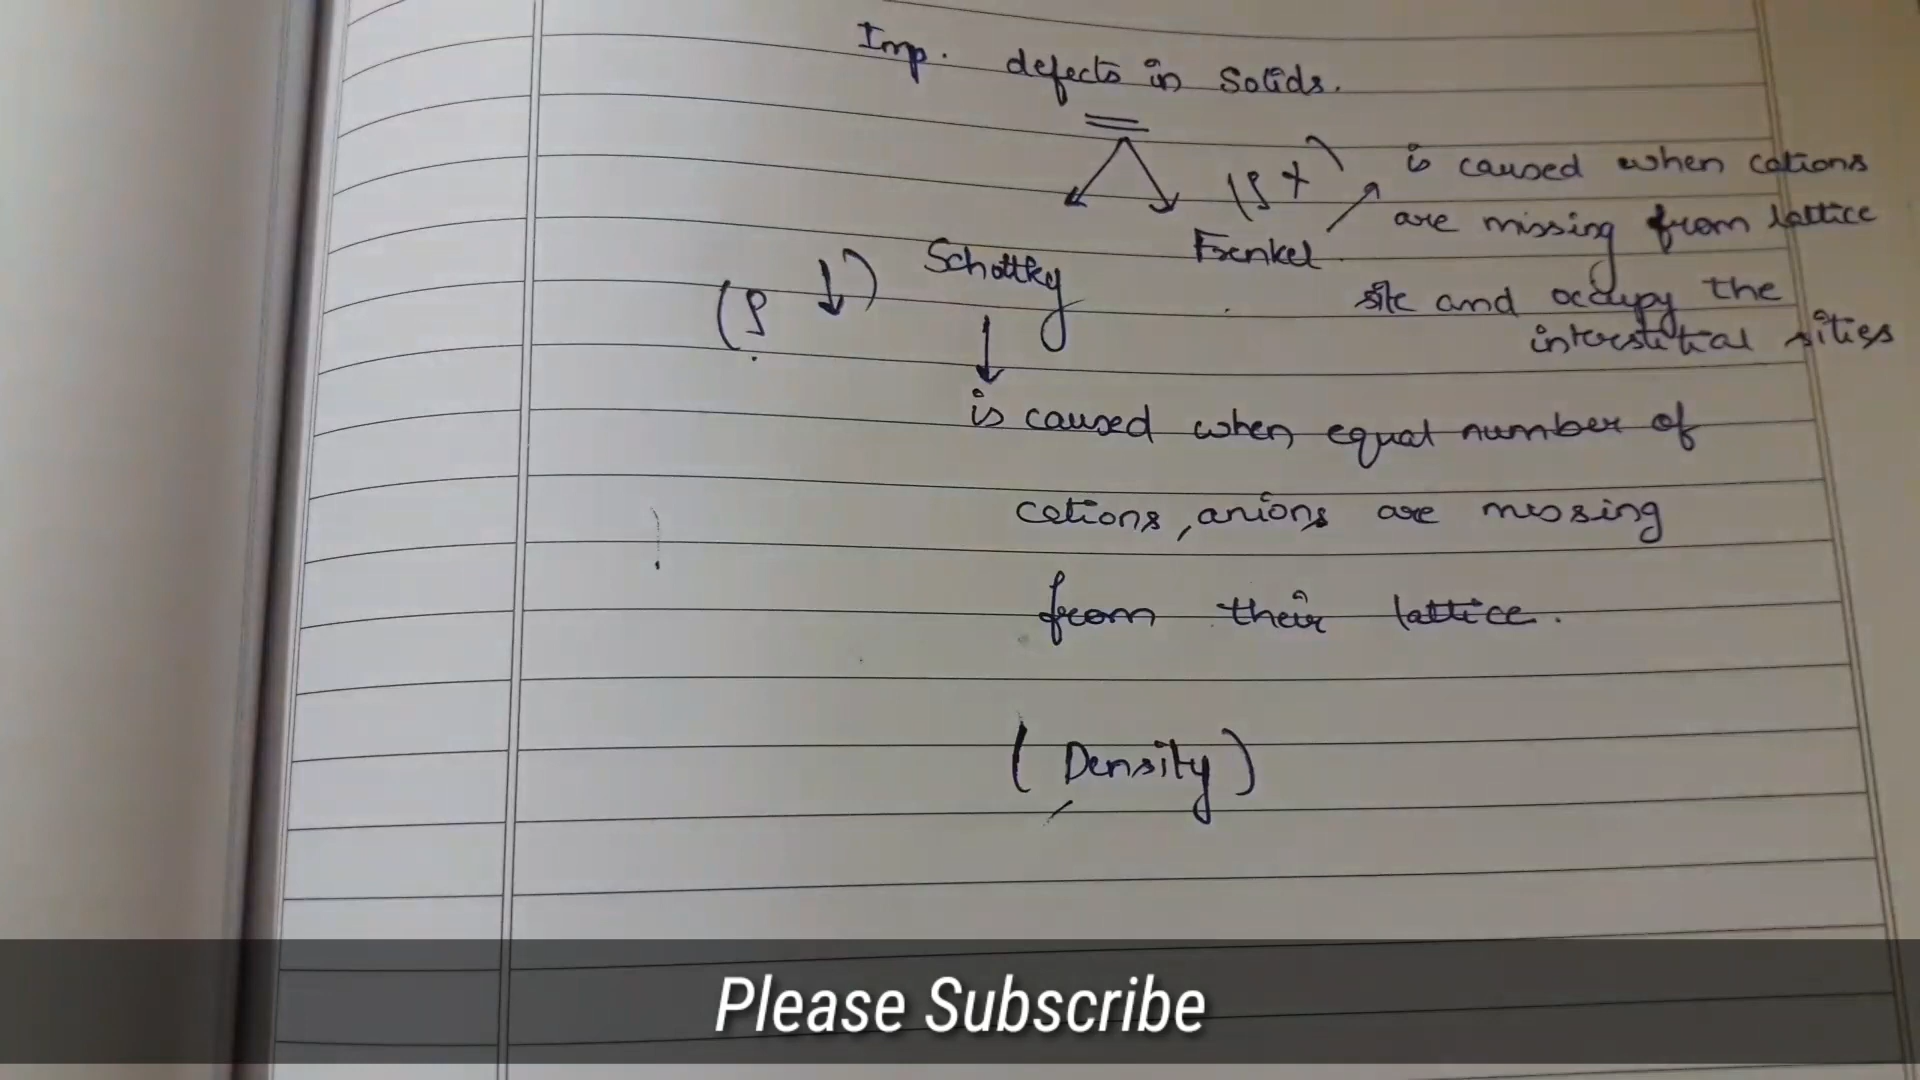 Imp. defects in Solids.
(ρ ×)
is caused when cations
are missing from lattice
Frenkel
site and occupy the
interstitial sities
Schottky
(ρ ↓)
is caused when equal number of
cations, anions are missing
from their lattice.
(Density)
Please Subscribe